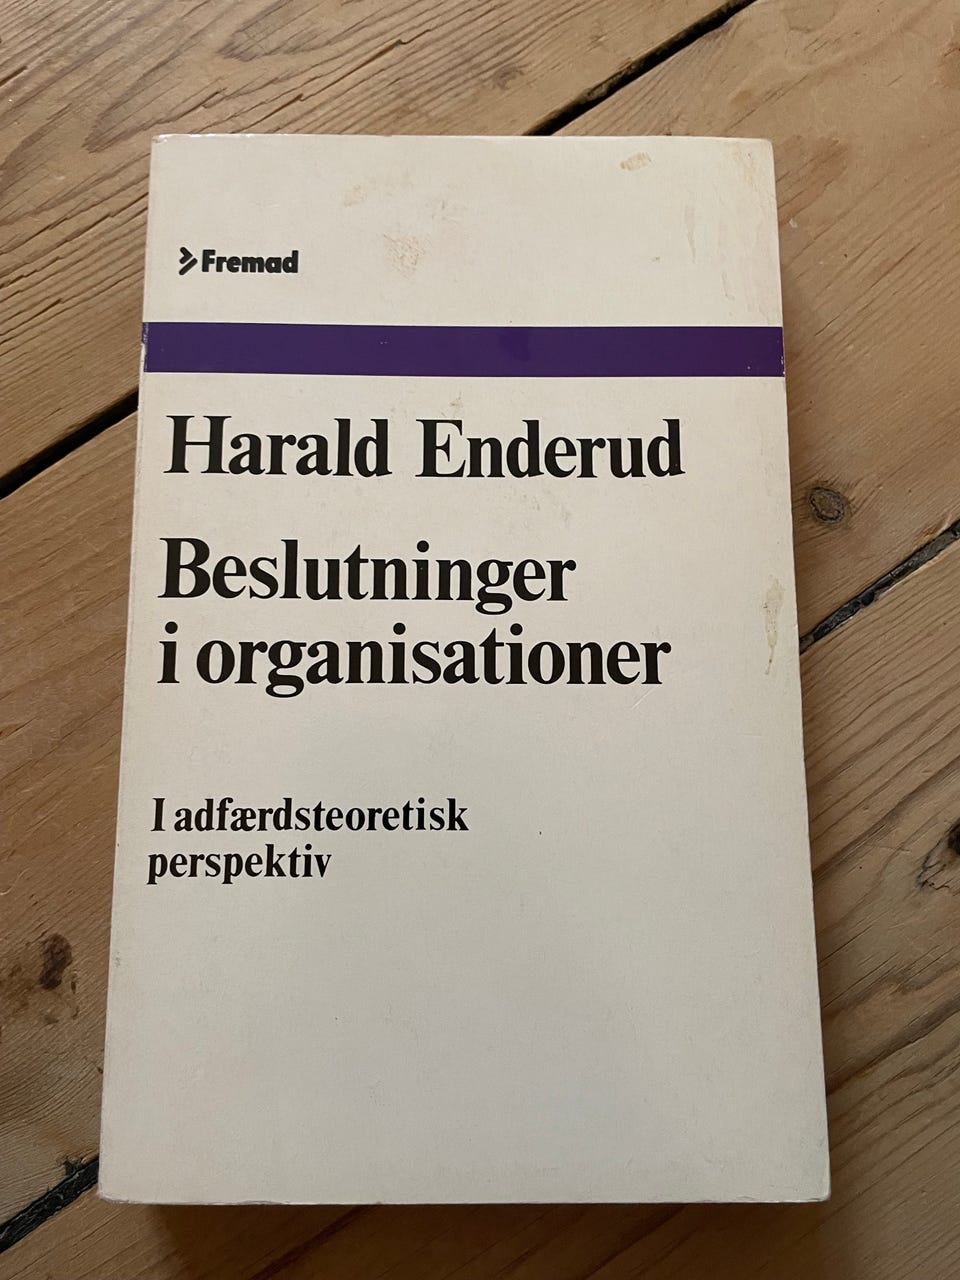 Fremad
Harald Enderud
Beslutninger
i organisationer
I adfærdsteoretisk
perspektiv